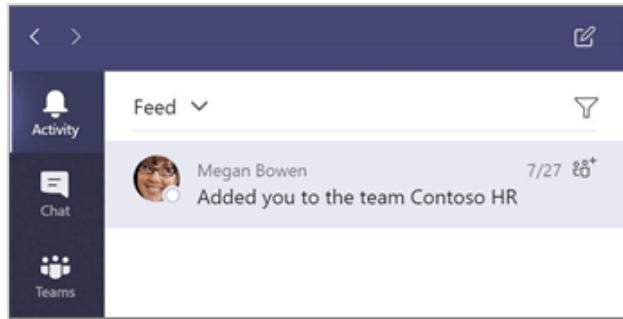 Activity
Feed
Megan Bowen 7/27
Added you to the team Contoso HR
Chat
Teams